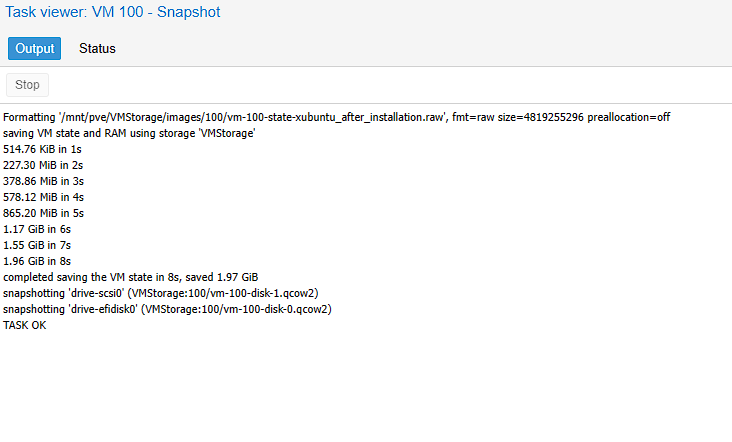 Task viewer: VM 100 - Snapshot
Output Status
Stop
Formatting '/mnt/pve/VMStorage/images/100/vm-100-state-xubuntu_after_installation.raw', fmt=raw size=4819255296 preallocation=off
saving VM state and RAM using storage 'VMStorage'
514.76 KiB in 1s
227.30 MiB in 2s
378.86 MiB in 3s
578.12 MiB in 4s
865.20 MiB in 5s
1.17 GiB in 6s
1.55 GiB in 7s
1.96 GiB in 8s
completed saving the VM state in 8s, saved 1.97 GiB
snapshotting 'drive-scsi0' (VMStorage:100/vm-100-disk-1.qcow2)
snapshotting 'drive-efidisk0' (VMStorage:100/vm-100-disk-0.qcow2)
TASK OK